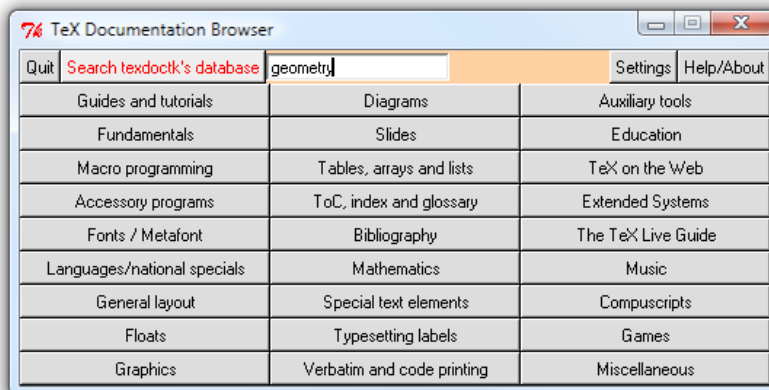 TeX Documentation Browser
Quit Search texdoctk's database geometry Settings Help/About
Guides and tutorials Diagrams Auxiliary tools
Fundamentals Slides Education
Macro programming Tables, arrays and lists TeX on the Web
Accessory programs ToC, index and glossary Extended Systems
Fonts / Metafont Bibliography The TeX Live Guide
Languages/national specials Mathematics Music
General layout Special text elements Compuscripts
Floats Typesetting labels Games
Graphics Verbatim and code printing Miscellaneous